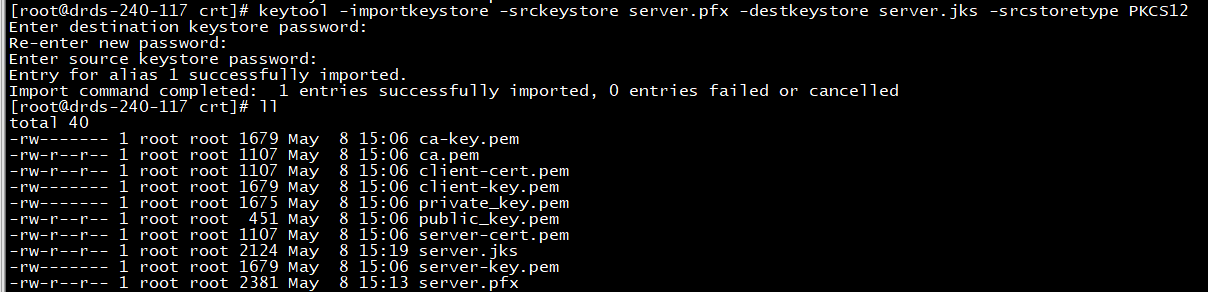 [root@drds-240-117 crt]# keytool -importkeystore -srckeystore server.pfx -destkeystore server.jks -srcstoretype PKCS12
Enter destination keystore password:
Re-enter new password:
Enter source keystore password:
Entry for alias 1 successfully imported.
Import command completed:  1 entries successfully imported, 0 entries failed or cancelled
[root@drds-240-117 crt]# ll
total 40
-rw------- 1 root root 1679 May  8 15:06 ca-key.pem
-rw-r--r-- 1 root root 1107 May  8 15:06 ca.pem
-rw-r--r-- 1 root root 1107 May  8 15:06 client-cert.pem
-rw------- 1 root root 1679 May  8 15:06 client-key.pem
-rw------- 1 root root 1675 May  8 15:06 private_key.pem
-rw-r--r-- 1 root root  451 May  8 15:06 public_key.pem
-rw-r--r-- 1 root root 1107 May  8 15:06 server-cert.pem
-rw-r--r-- 1 root root 2124 May  8 15:19 server.jks
-rw------- 1 root root 1679 May  8 15:06 server-key.pem
-rw-r--r-- 1 root root 2381 May  8 15:13 server.pfx